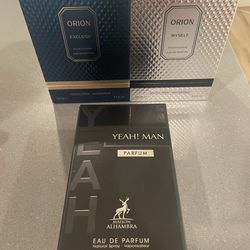 ORION
EXCLUSIF
ORION
MYSELF
YEAH
YEAH! MAN
PARFUM
MAISON
ALHAMBRA
EAU DE PARFUM
Natural Spray · Vaporisateur